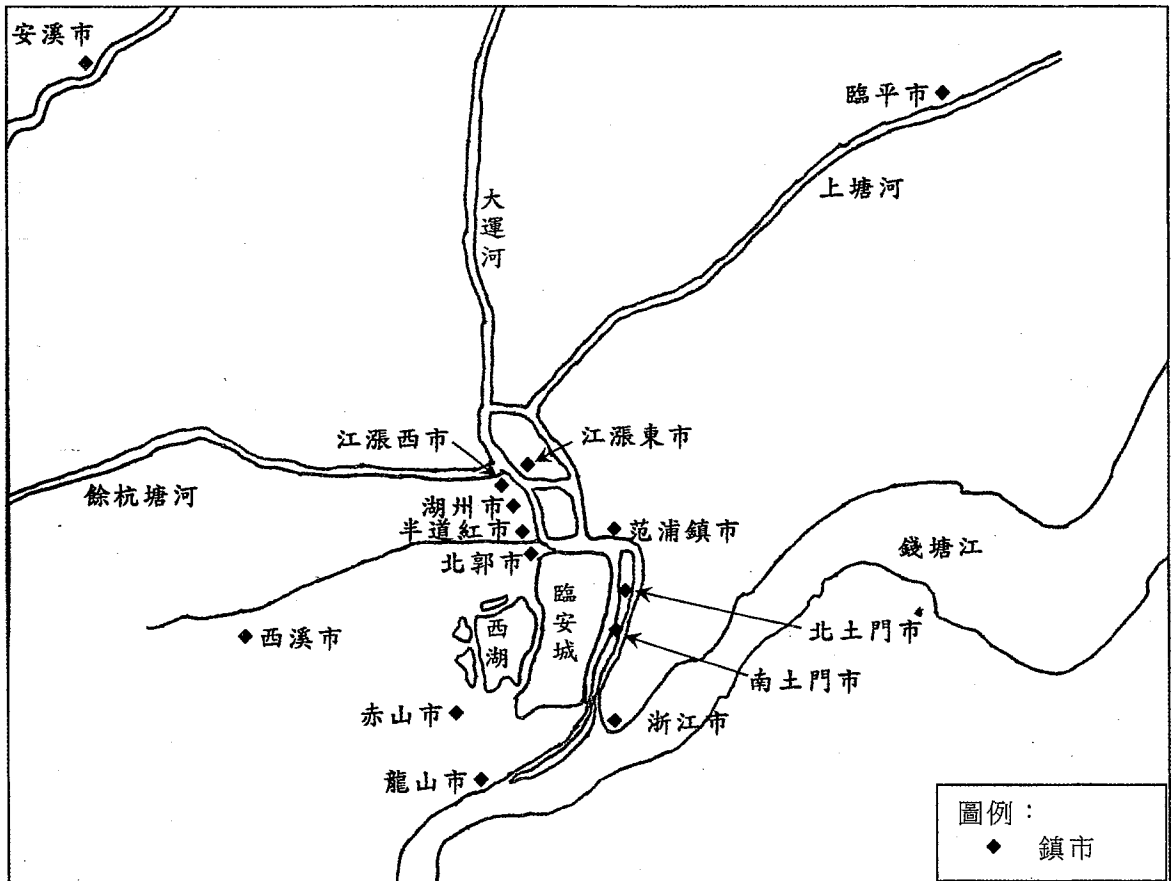 安溪市
臨平市
上塘河
大運河
江漲西市
江漲東市
餘杭塘河
湖州市
半道紅市
范浦鎮市
錢塘江
北郭市
臨安城
西湖
西溪市
北土門市
南土門市
赤山市
浙江市
龍山市
圖例：
鎮市